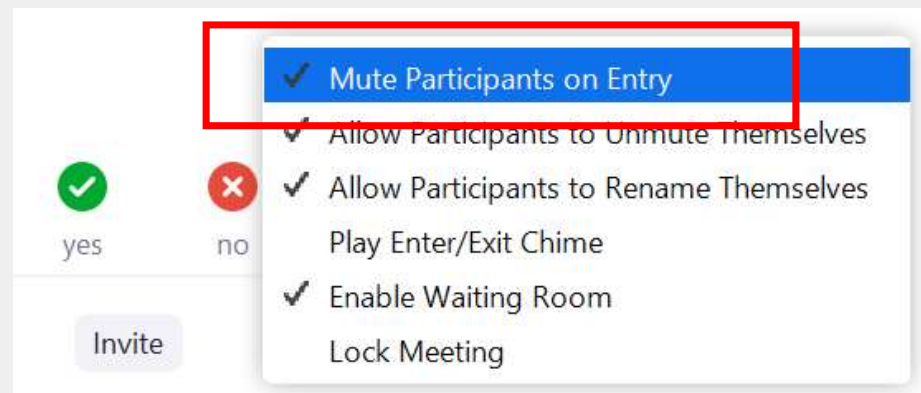 Mute Participants on Entry
Allow Participants to Unmute Themselves
Allow Participants to Rename Themselves
yes
no
Play Enter/Exit Chime
Enable Waiting Room
Invite
Lock Meeting